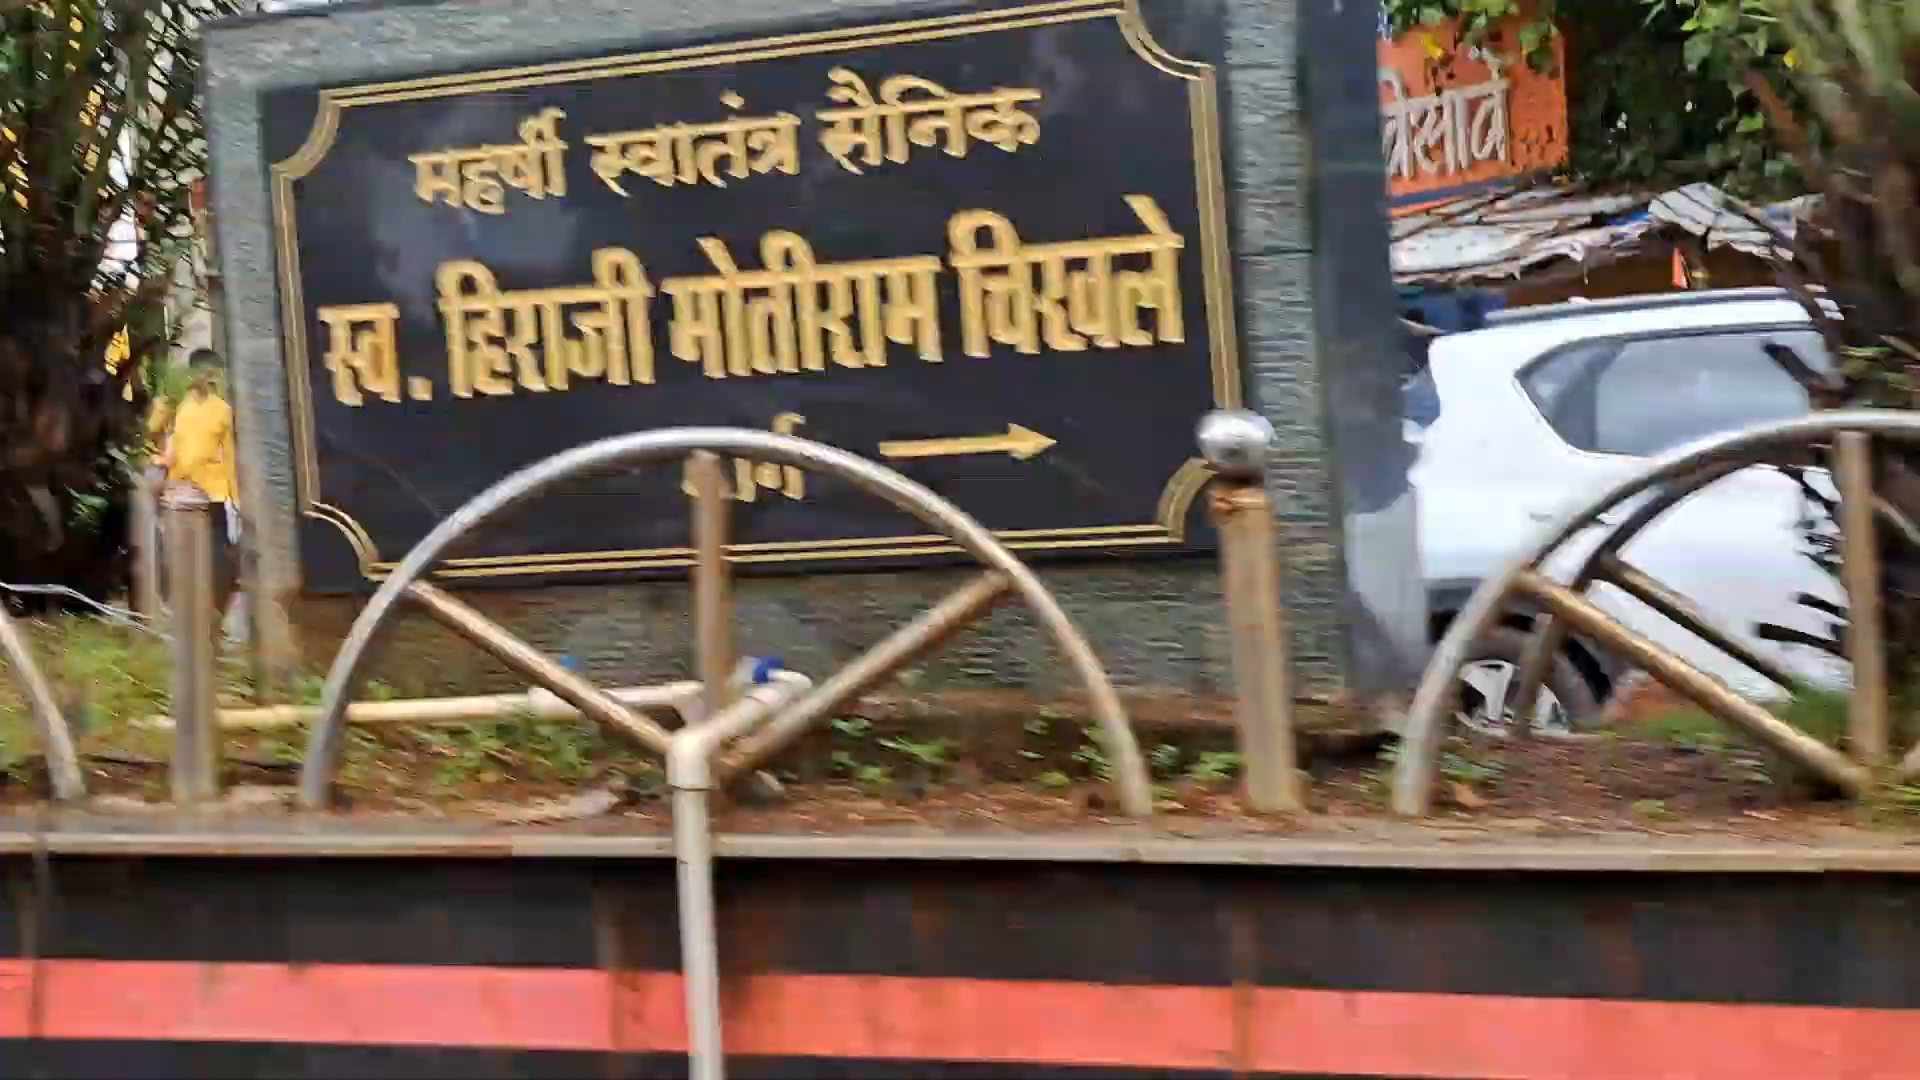 महर्षी स्वातंत्र सैनिक
स्व. हिराजी मोतीराम चिखले